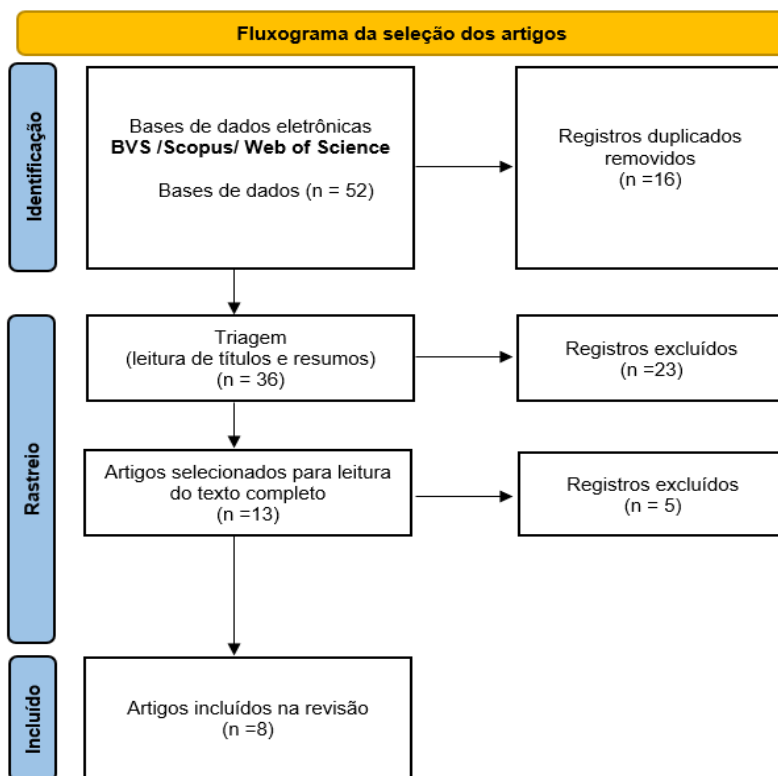 Fluxograma da seleção dos artigos
Identificação
Bases de dados eletrônicas
BVS /Scopus/ Web of Science
Bases de dados (n = 52)
Registros duplicados
removidos
(n =16)
Rastreio
Triagem
(leitura de títulos e resumos)
(n = 36)
Registros excluídos
(n =23)
Artigos selecionados para leitura
do texto completo
(n =13)
Registros excluídos
(n = 5)
Incluído
Artigos incluídos na revisão
(n =8)